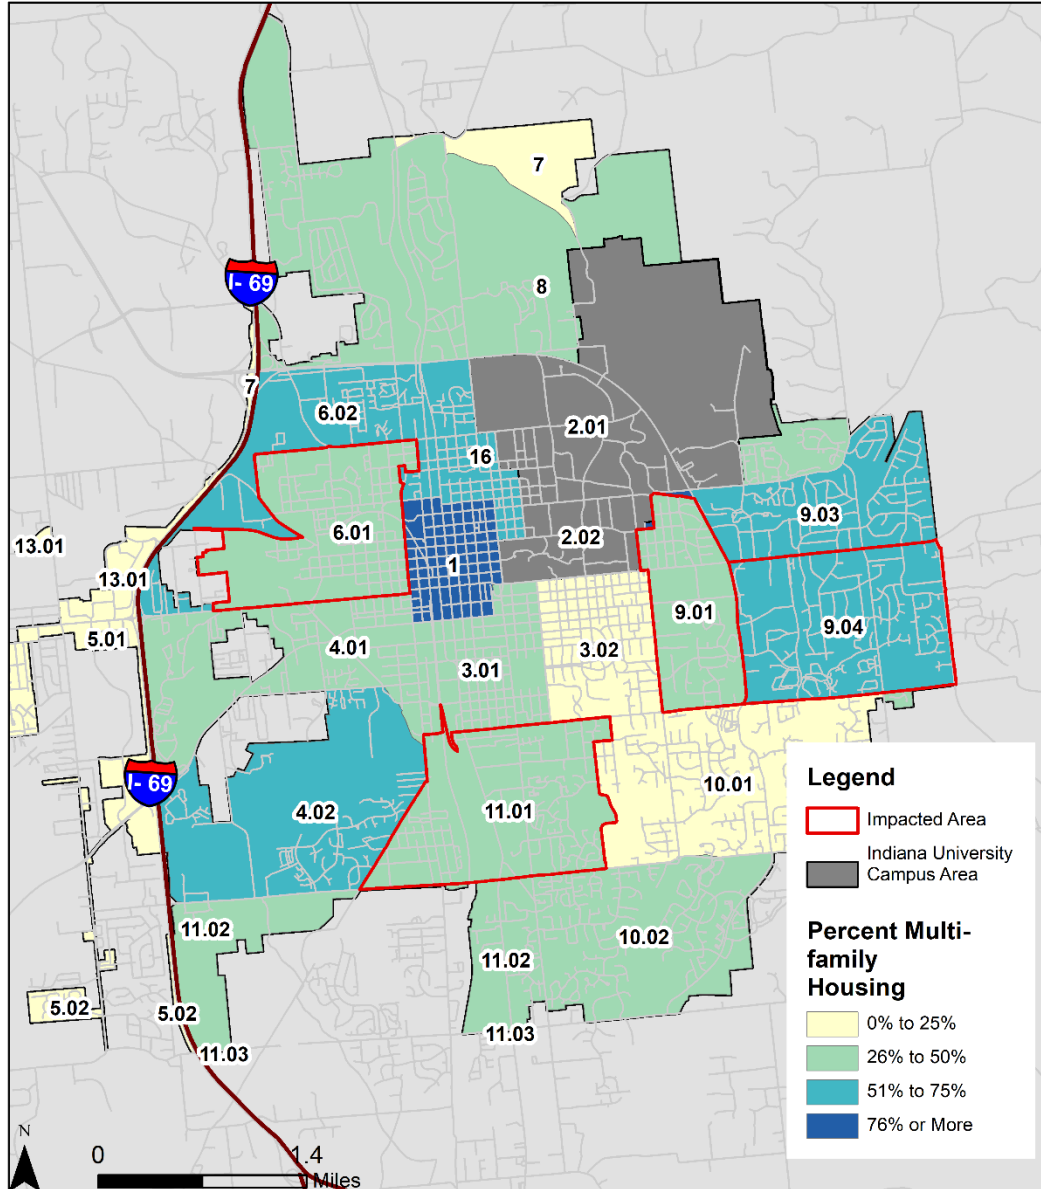 7
I- 69
8
7
6.02
2.01
16
9.03
13.01
6.01
2.02
1
13.01
9.01
9.04
5.01
4.01
3.02
3.01
I- 69
10.01
4.02
11.01
11.02
10.02
11.02
5.02
5.02
11.03
11.03
Legend
Impacted Area
Indiana University
Campus Area
Percent Multi-
family
Housing
0% to 25%
26% to 50%
51% to 75%
76% or More
N
0
1.4
Miles